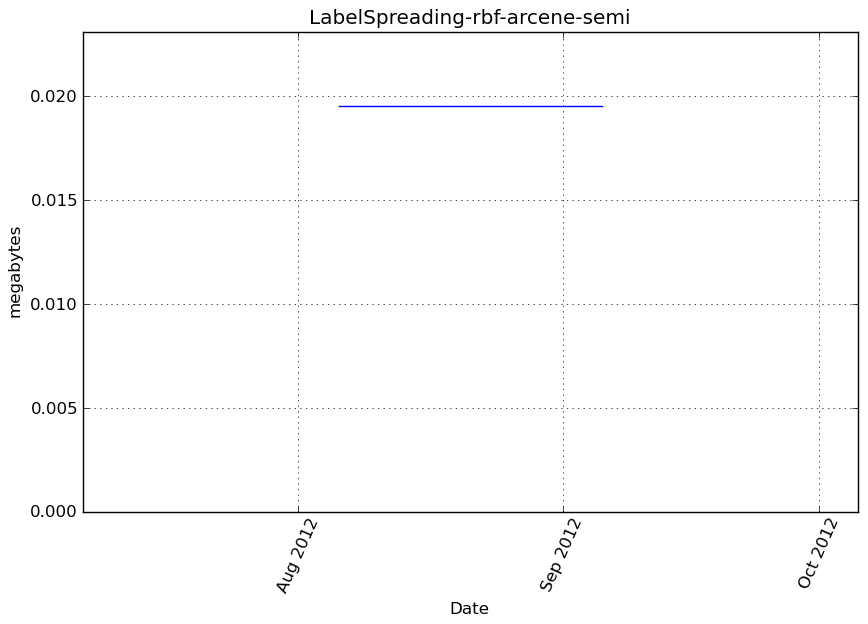 LabelSpreading-rbf-arcene-semi
0.020
0.015
0.010
0.005
0.000
megabytes
Aug 2012
Sep 2012
Oct 2012
Date